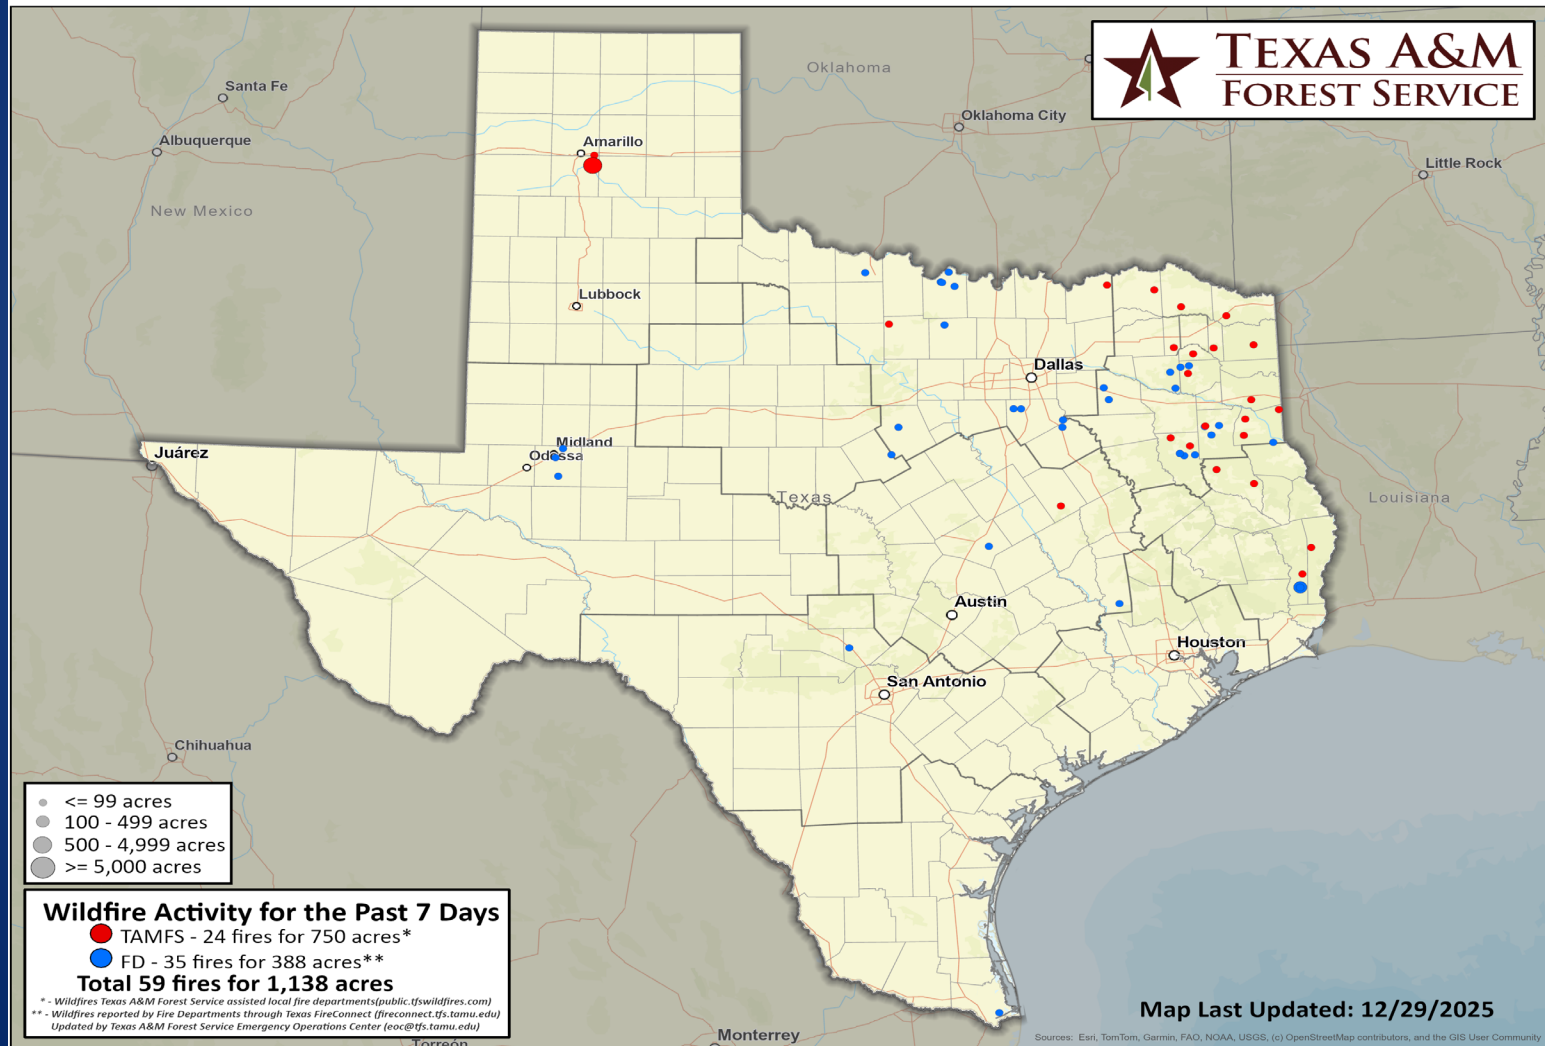 TEXAS A&M
FOREST SERVICE
Oklahoma
Santa Fe
Oklahoma City
Albuquerque
Amarillo
Little Rock
New Mexico
Lubbock
Dallas
Midland
Odessa
Juárez
Texas
Louisiana
Austin
Houston
San Antonio
Chihuahua
<= 99 acres
100 - 499 acres
500 - 4,999 acres
>= 5,000 acres
Wildfire Activity for the Past 7 Days
TAMFS - 24 fires for 750 acres*
FD - 35 fires for 388 acres**
Total 59 fires for 1,138 acres
* - Wildfires Texas A&M Forest Service assisted local fire departments(public.tfswildfires.com)
** - Wildfires reported by Fire Departments through Texas FireConnect (fireconnect.tfs.tamu.edu)
Updated by Texas A&M Forest Service Emergency Operations Center (eoc@tfs.tamu.edu)
Map Last Updated: 12/29/2025
Monterrey
Sources: Esri, TomTom, Garmin, FAO, NOAA, USGS, (c) OpenStreetMap contributors, and the GIS User Community
Torreón